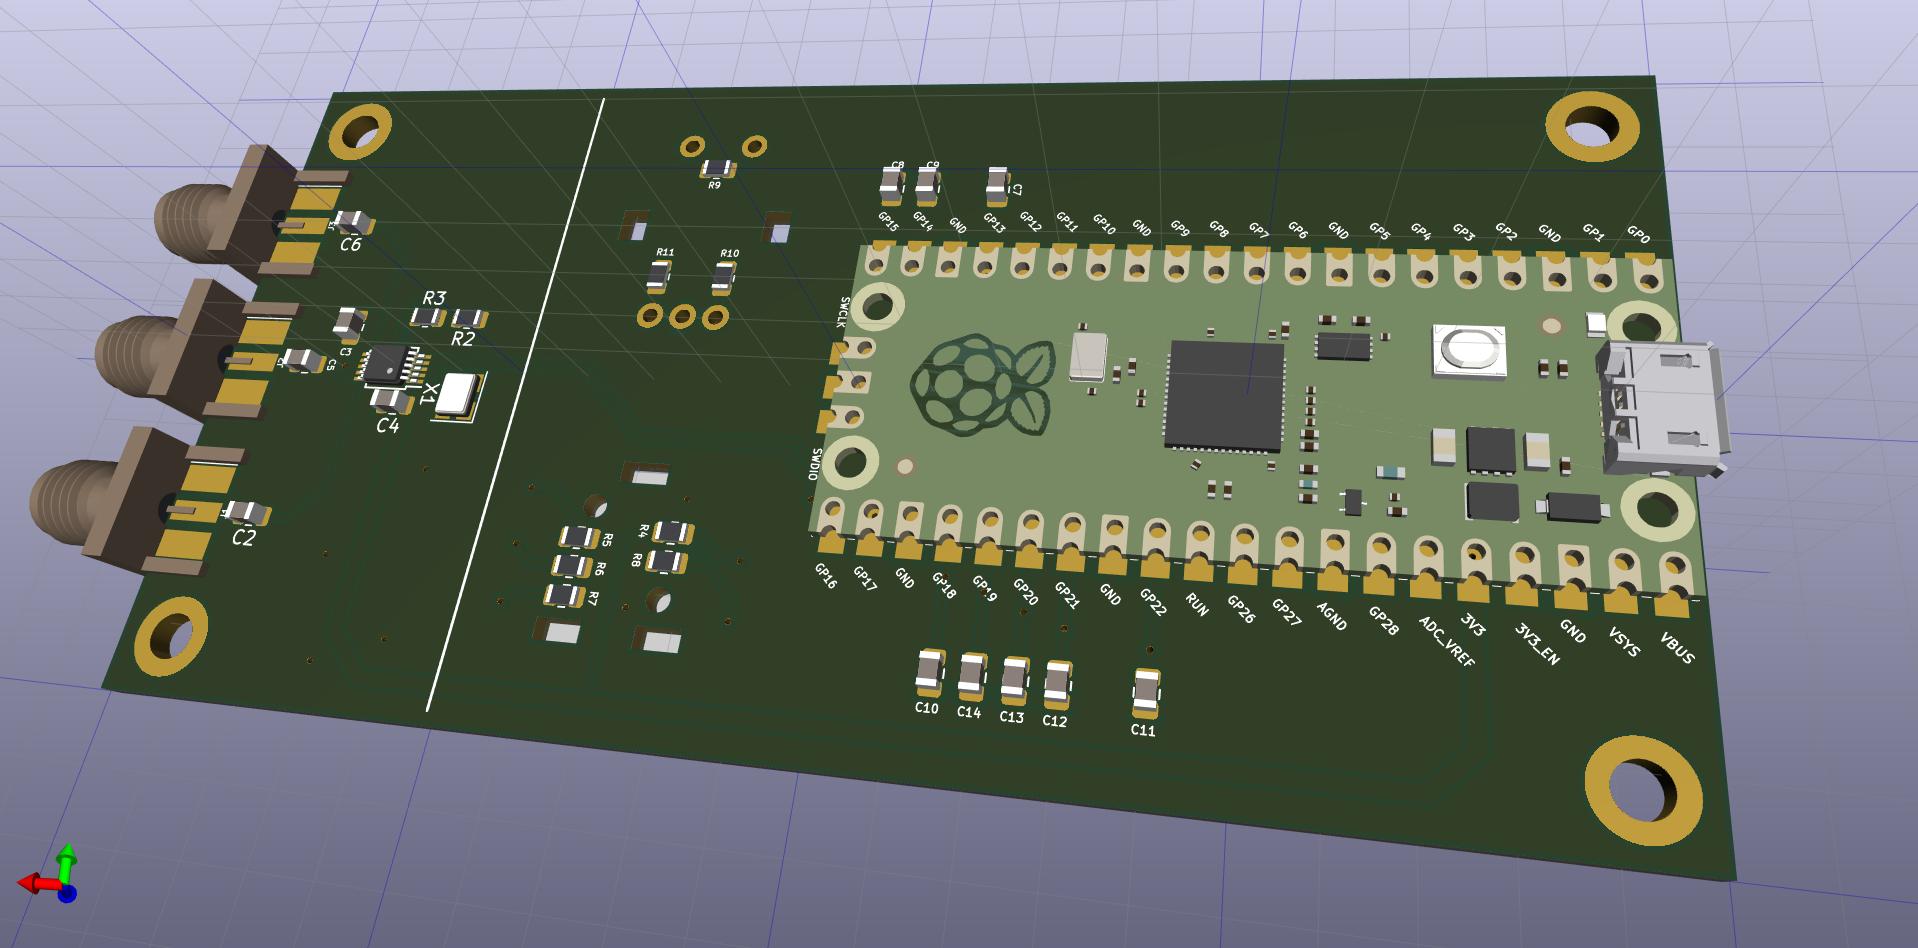 C8
C9
C7
R9
GP15
GP14
GND
GP13
GP12
GP11
GP10
GND
GP9
GP8
GP7
GP6
GND
GP5
GP4
GP3
GP2
GND
GP1
GP0
C6
R11
R10
R3
R2
C3
C5
X1
C4
SWCLK
SWDIO
C2
R5
R4
R6
R8
R7
GP16
GP17
GND
GP18
GP19
GP20
GP21
GND
GP22
RUN
GP26
GP27
AGND
GP28
ADC_VREF
3V3
3V3_EN
GND
VSYS
VBUS
C10
C14
C13
C12
C11